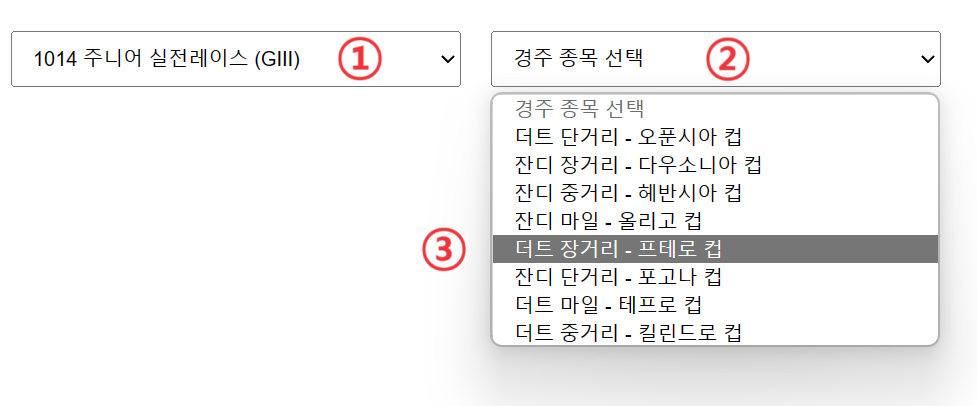 1014 주니어 실전레이스 (GIII) ①
경주 종목 선택 ②
경주 종목 선택
더트 단거리 - 오푼시아 컵
잔디 장거리 - 다우소니아 컵
잔디 중거리 - 헤반시아 컵
잔디 마일 - 올리고 컵
③ 더트 장거리 - 프테로 컵
잔디 단거리 - 포고나 컵
더트 마일 - 테프로 컵
더트 중거리 - 킬린드로 컵